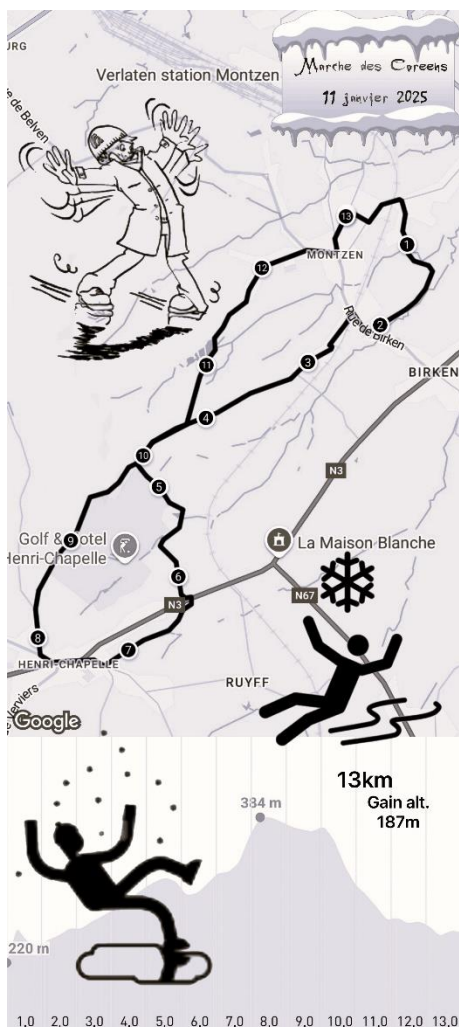 URG
Verlaten station Montzen
Marche des Coreens
11 janvier 2025
e de Belven
13
1
MONTZEN
12
2
Rue de Birken
3
11
BIRKEN
4
10
N3
5
Golf & Hotel
Henri-Chapelle
9
La Maison Blanche
6
N3
N67
8
7
HENRI-CHAPELLE
RUYFF
de Verviers
Google
13km
Gain alt.
187m
384 m
220 m
1,0 2,0 3,0 4,0 5,0 6,0 7,0 8,0 9,0 10,0 11,0 12,0 13,0